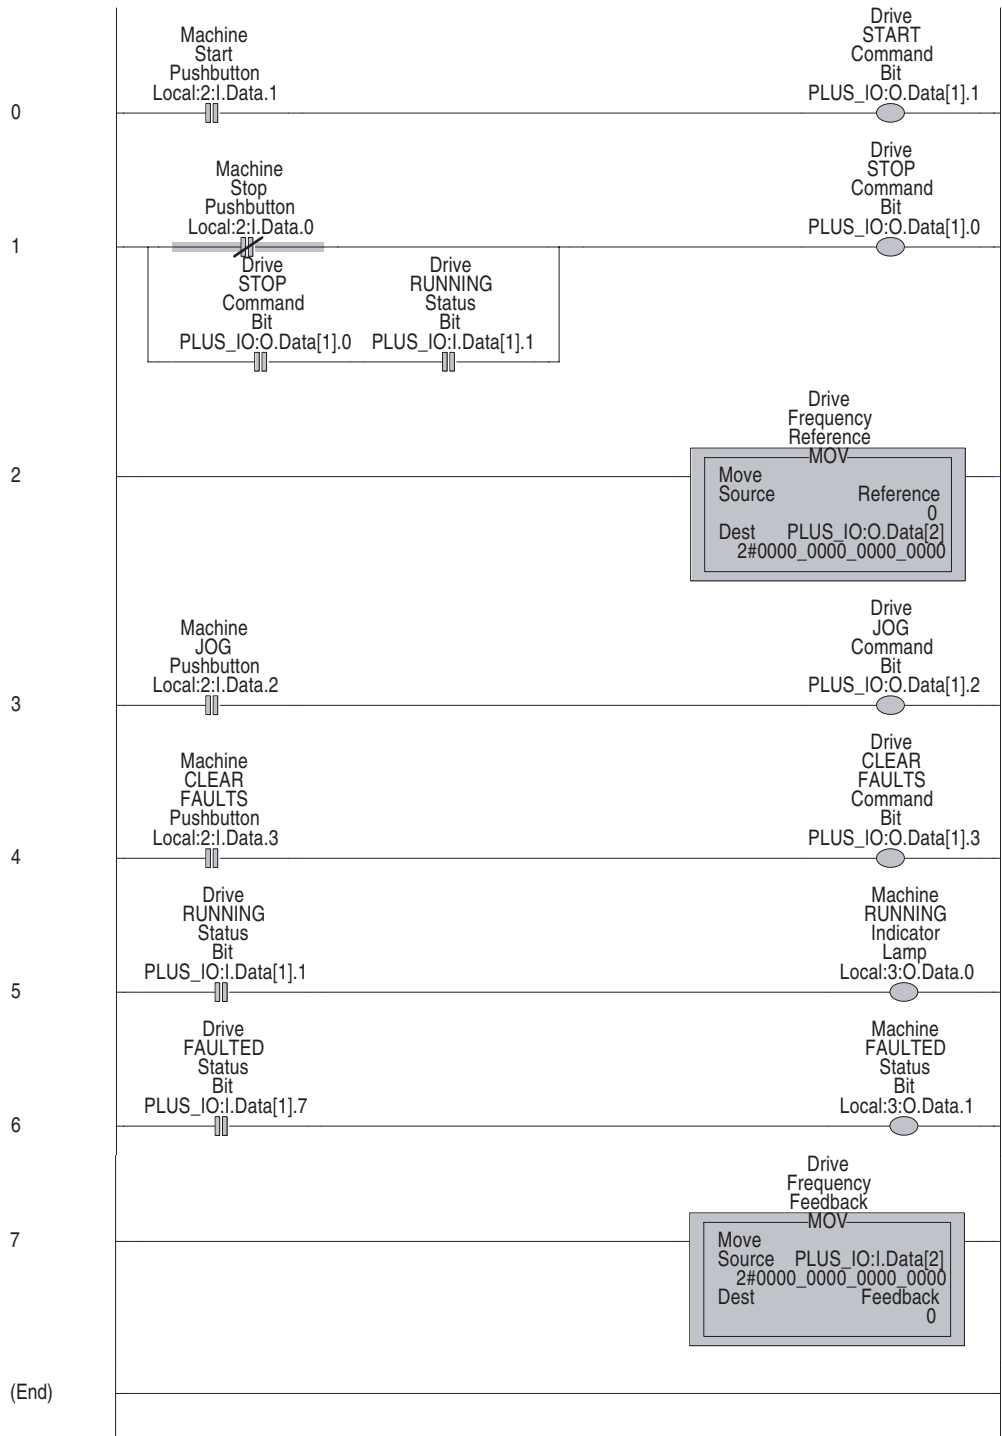 Machine
Start
Pushbutton
Local:2:I.Data.1
Drive
START
Command
Bit
PLUS_IO:O.Data[1].1
0
Machine
Stop
Pushbutton
Local:2:I.Data.0
Drive
STOP
Command
Bit
PLUS_IO:O.Data[1].0
1
Drive
STOP
Command
Bit
PLUS_IO:O.Data[1].0
Drive
RUNNING
Status
Bit
PLUS_IO:I.Data[1].1
Drive
Frequency
Reference
2
MOV
Move
Source Reference
0
Dest PLUS_IO:O.Data[2]
2#0000_0000_0000_0000
Machine
JOG
Pushbutton
Local:2:I.Data.2
Drive
JOG
Command
Bit
PLUS_IO:O.Data[1].2
3
Machine
CLEAR
FAULTS
Pushbutton
Local:2:I.Data.3
Drive
CLEAR
FAULTS
Command
Bit
PLUS_IO:O.Data[1].3
4
Drive
RUNNING
Status
Bit
PLUS_IO:I.Data[1].1
Machine
RUNNING
Indicator
Lamp
Local:3:O.Data.0
5
Drive
FAULTED
Status
Bit
PLUS_IO:I.Data[1].7
Machine
FAULTED
Status
Bit
Local:3:O.Data.1
6
Drive
Frequency
Feedback
7
MOV
Move
Source PLUS_IO:I.Data[2]
2#0000_0000_0000_0000
Dest Feedback
0
(End)